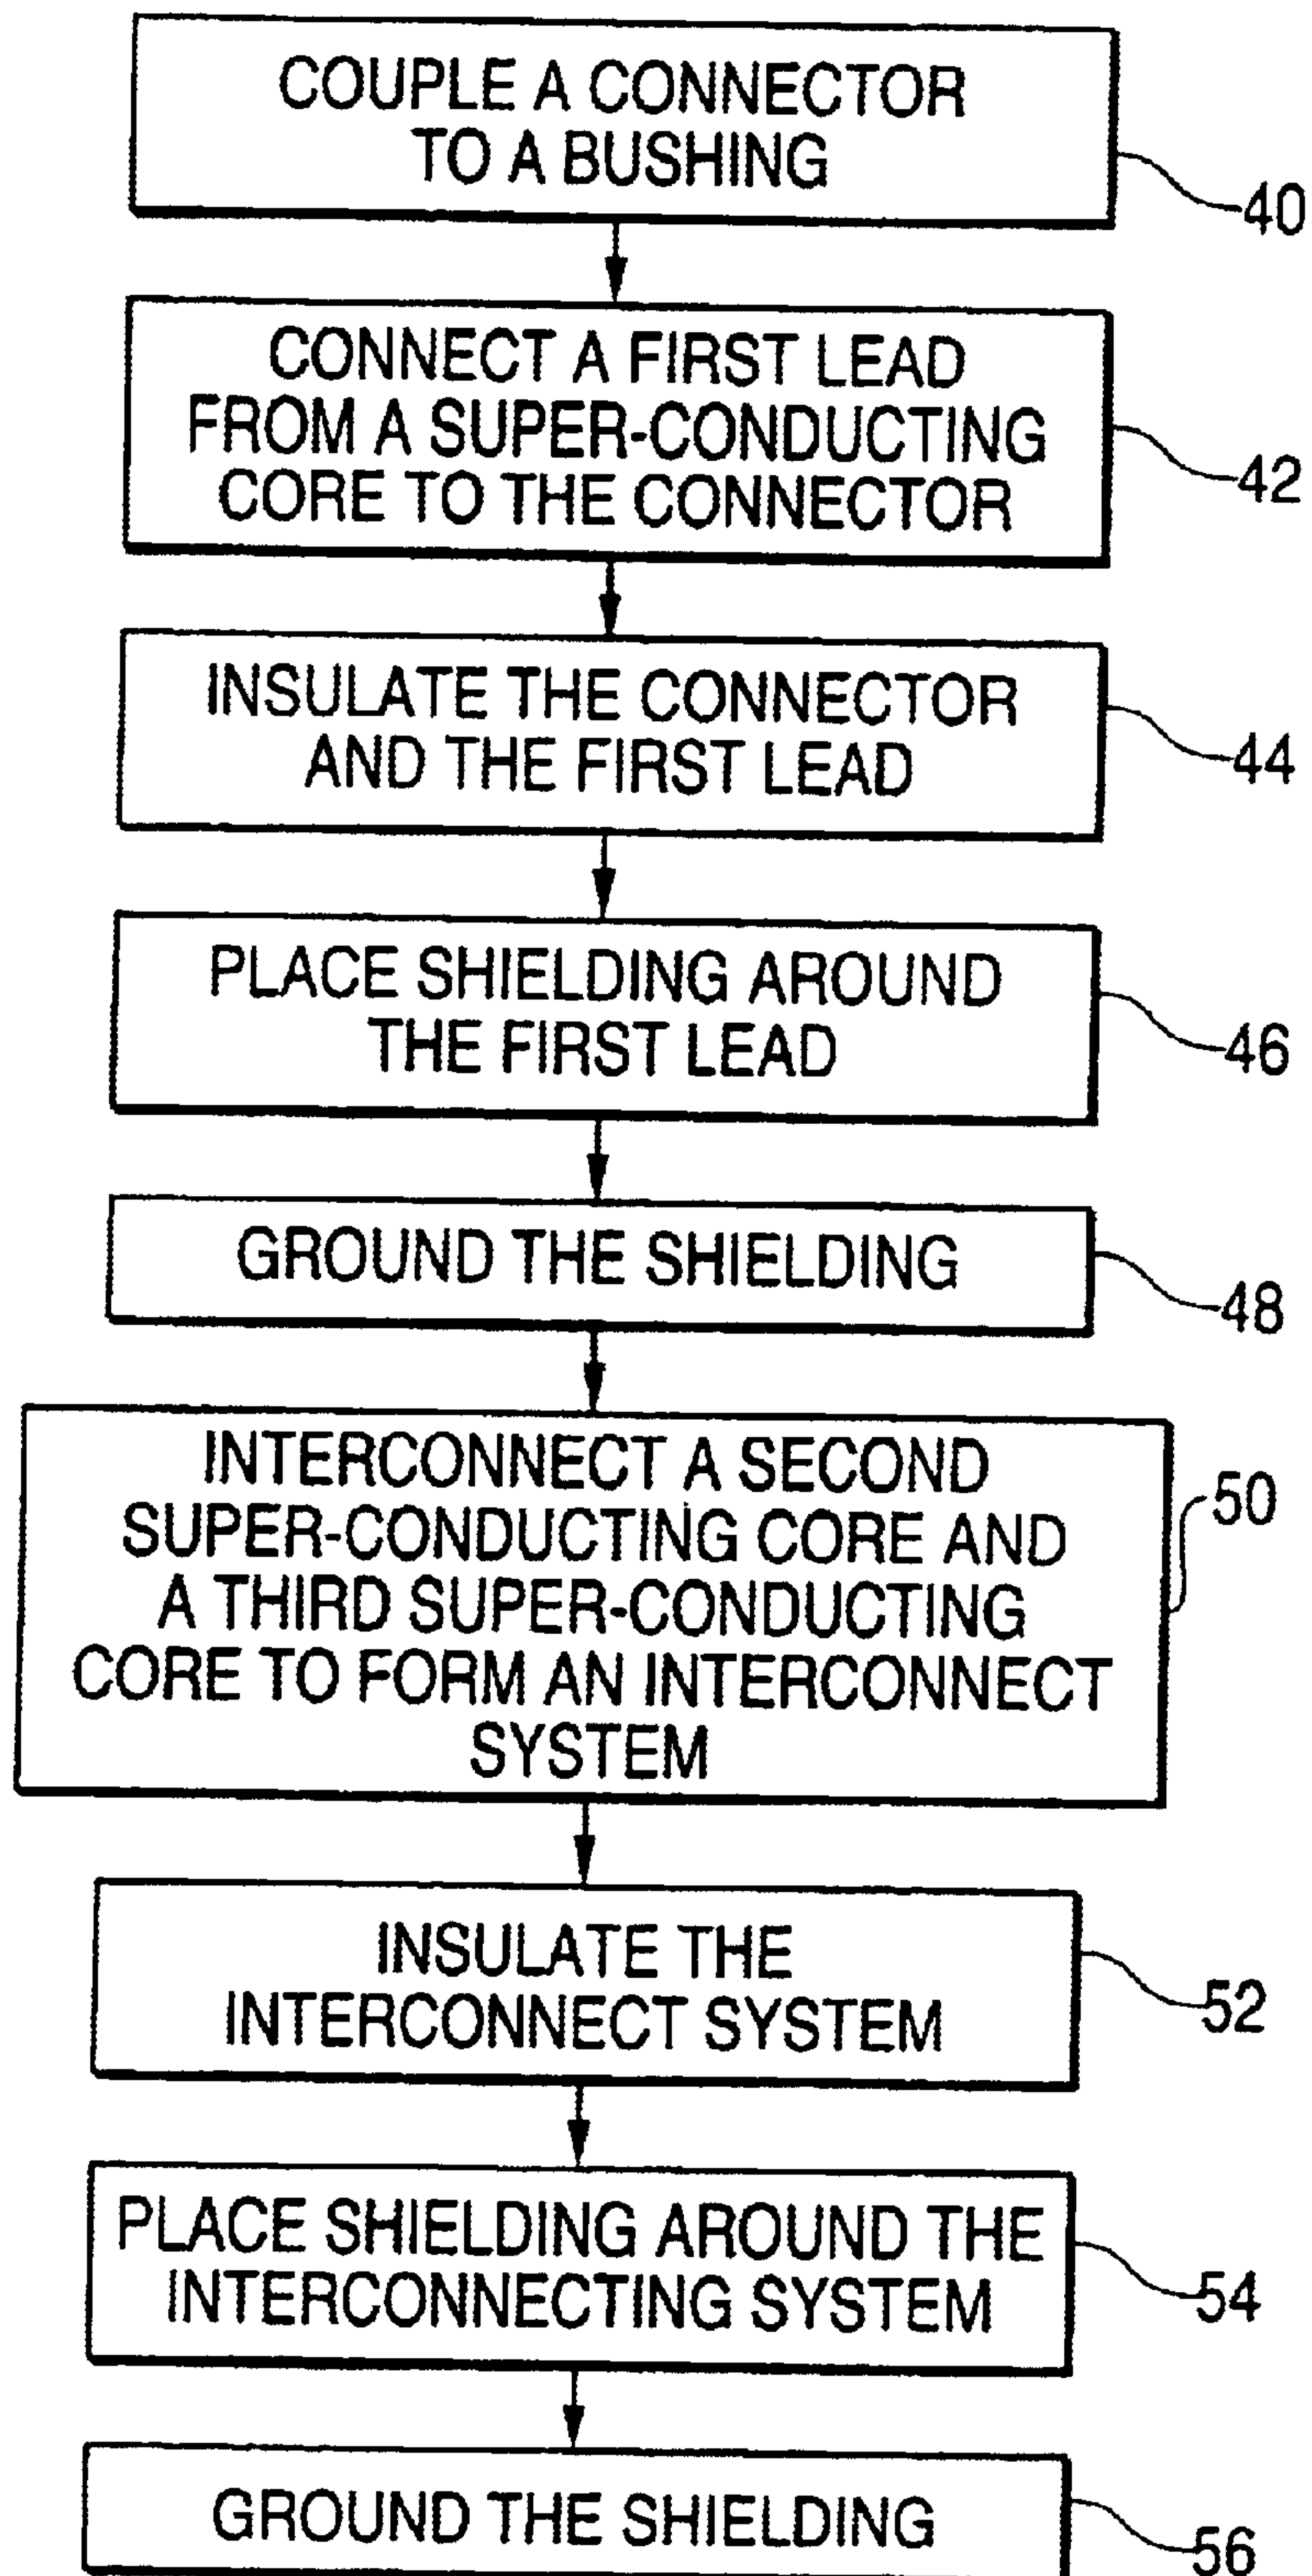 COUPLE A CONNECTOR
TO A BUSHING
40
CONNECT A FIRST LEAD
FROM A SUPER-CONDUCTING
CORE TO THE CONNECTOR
42
INSULATE THE CONNECTOR
AND THE FIRST LEAD
44
PLACE SHIELDING AROUND
THE FIRST LEAD
46
GROUND THE SHIELDING
48
INTERCONNECT A SECOND
SUPER-CONDUCTING CORE AND
A THIRD SUPER-CONDUCTING
CORE TO FORM AN INTERCONNECT
SYSTEM
50
INSULATE THE
INTERCONNECT SYSTEM
52
PLACE SHIELDING AROUND THE
INTERCONNECTING SYSTEM
54
GROUND THE SHIELDING
56